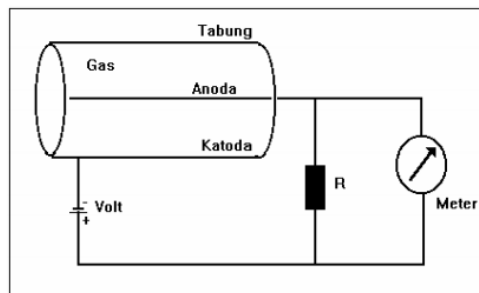 Tabung
Gas
Anoda
Katoda
R
- Volt
+
Meter